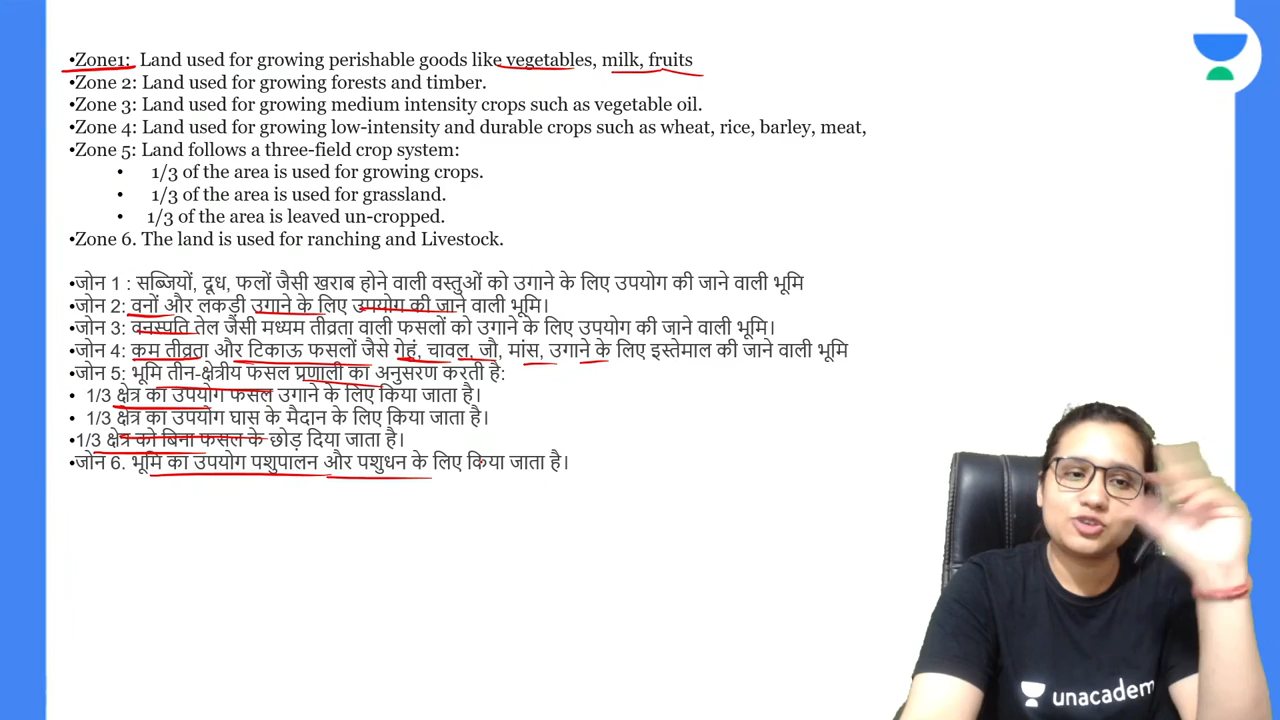 •Zone1: Land used for growing perishable goods like vegetables, milk, fruits
•Zone 2: Land used for growing forests and timber.
•Zone 3: Land used for growing medium intensity crops such as vegetable oil.
•Zone 4: Land used for growing low-intensity and durable crops such as wheat, rice, barley, meat,
•Zone 5: Land follows a three-field crop system:
• 1/3 of the area is used for growing crops.
• 1/3 of the area is used for grassland.
• 1/3 of the area is leaved un-cropped.
•Zone 6. The land is used for ranching and Livestock.
•जोन 1 : सब्जियों, दूध, फलों जैसी खराब होने वाली वस्तुओं को उगाने के लिए उपयोग की जाने वाली भूमि
•जोन 2: वनों और लकड़ी उगाने के लिए उपयोग की जाने वाली भूमि।
•जोन 3: वनस्पति तेल जैसी मध्यम तीव्रता वाली फसलों को उगाने के लिए उपयोग की जाने वाली भूमि।
•जोन 4: कम तीव्रता और टिकाऊ फसलों जैसे गेहूं, चावल, जौ, मांस, उगाने के लिए इस्तेमाल की जाने वाली भूमि
•जोन 5: भूमि तीन-क्षेत्रीय फसल प्रणाली का अनुसरण करती है:
• 1/3 क्षेत्र का उपयोग फसल उगाने के लिए किया जाता है।
• 1/3 क्षेत्र का उपयोग घास के मैदान के लिए किया जाता है।
•1/3 क्षेत्र को बिना फसल के छोड़ दिया जाता है।
•जोन 6. भूमि का उपयोग पशुपालन और पशुधन के लिए किया जाता है।
unacadem